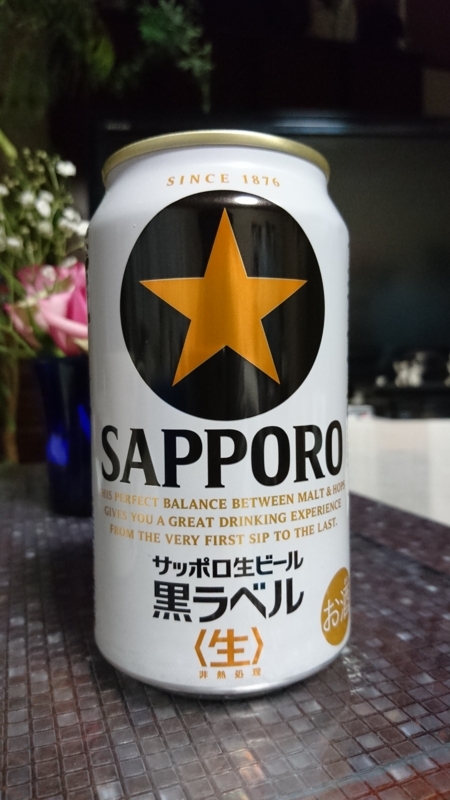 SINCE 1876
SAPPORO
PERFECT BALANCE BETWEEN MALT & HOPS
GIVES YOU A GREAT DRINKING EXPERIENCE
FROM THE VERY FIRST SIP TO THE LAST.
サッポロ生ビール
黒ラベル
〈生〉
非熱処理
お酒